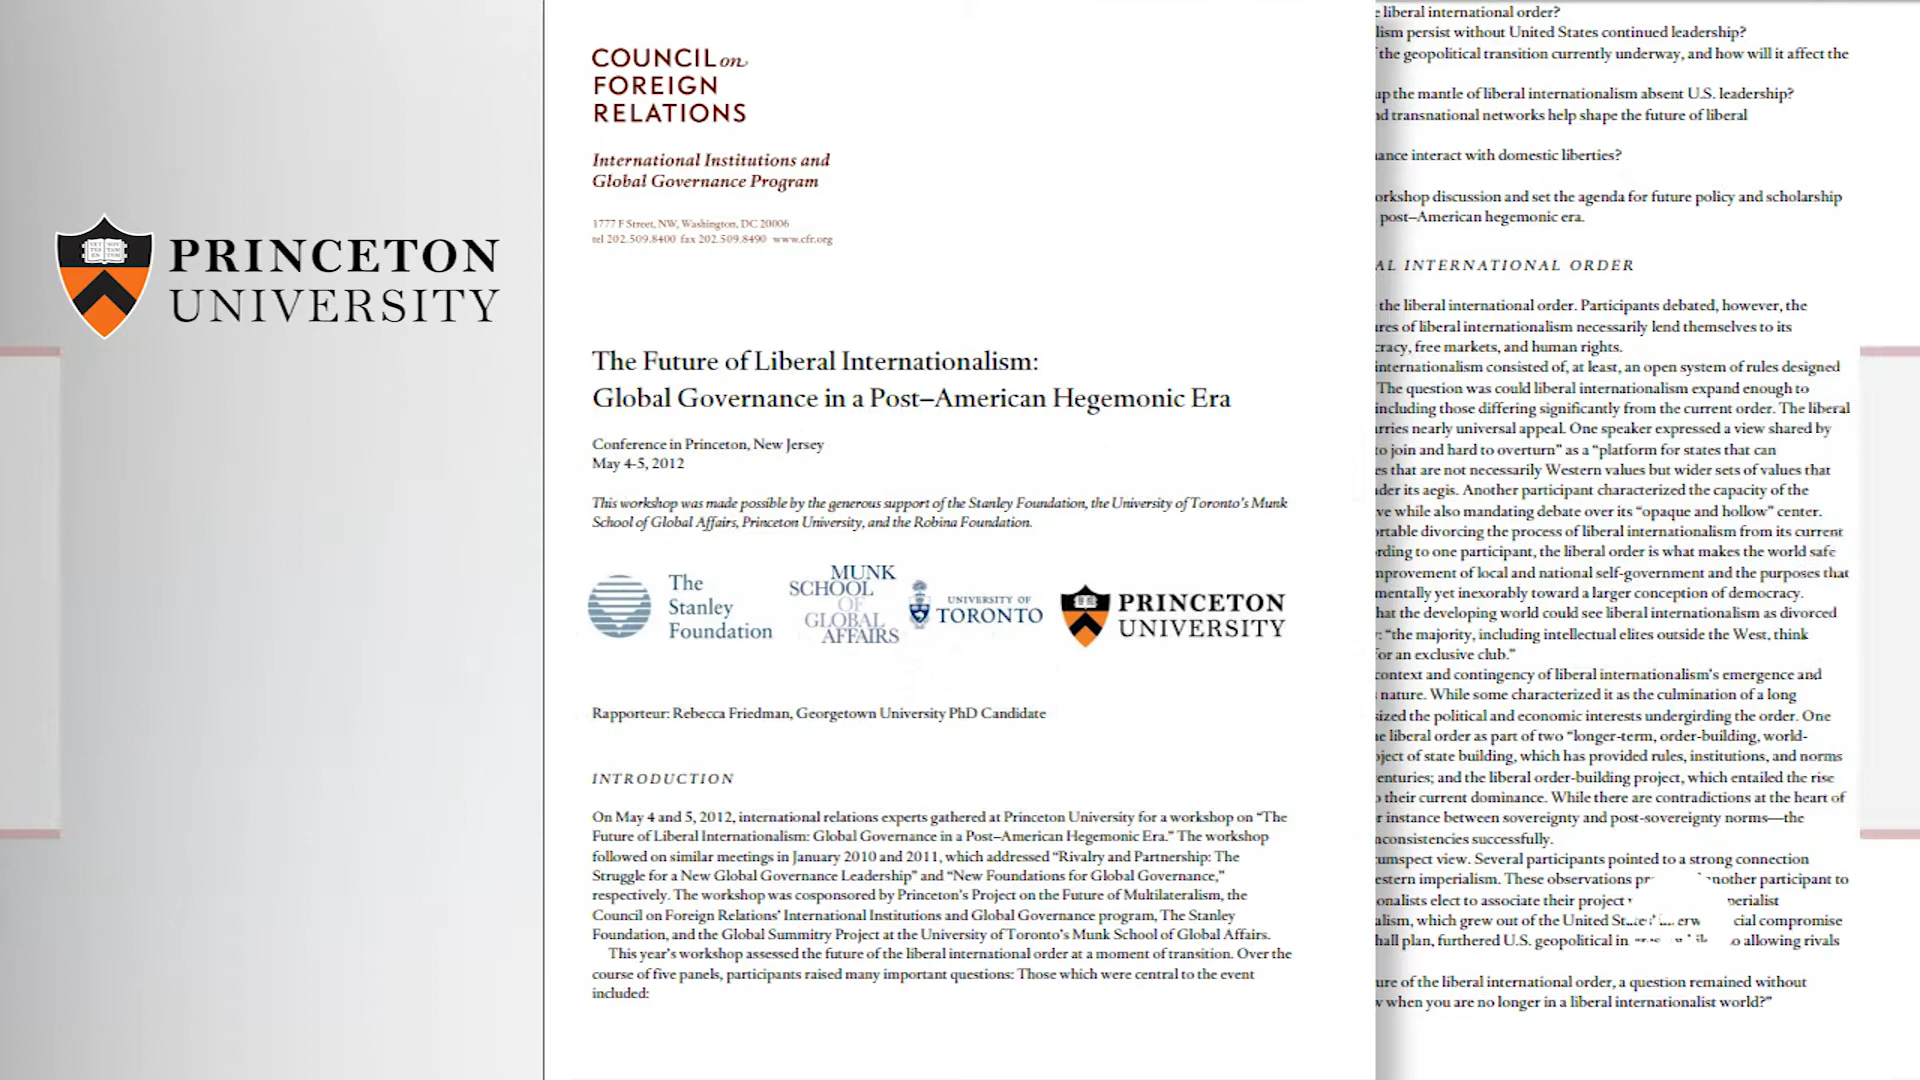 PRINCETON
UNIVERSITY
COUNCIL on
FOREIGN
RELATIONS
International Institutions and
Global Governance Program
1777 F Street, NW, Washington, DC 20006
tel 202.509.8400 fax 202.509.8490 www.cfr.org
The Future of Liberal Internationalism:
Global Governance in a Post–American Hegemonic Era
Conference in Princeton, New Jersey
May 4-5, 2012
This workshop was made possible by the generous support of the Stanley Foundation, the University of Toronto's Munk
School of Global Affairs, Princeton University, and the Robina Foundation.
The
Stanley
Foundation
MUNK
SCHOOL
OF
GLOBAL
AFFAIRS
UNIVERSITY OF
TORONTO
PRINCETON
UNIVERSITY
Rapporteur: Rebecca Friedman, Georgetown University PhD Candidate
INTRODUCTION
On May 4 and 5, 2012, international relations experts gathered at Princeton University for a workshop on "The
Future of Liberal Internationalism: Global Governance in a Post–American Hegemonic Era." The workshop
followed on similar meetings in January 2010 and 2011, which addressed "Rivalry and Partnership: The
Struggle for a New Global Governance Leadership" and "New Foundations for Global Governance,"
respectively. The workshop was cosponsored by Princeton's Project on the Future of Multilateralism, the
Council on Foreign Relations' International Institutions and Global Governance program, The Stanley
Foundation, and the Global Summitry Project at the University of Toronto's Munk School of Global Affairs.
This year's workshop assessed the future of the liberal international order at a moment of transition. Over the
course of five panels, participants raised many important questions: Those which were central to the event
included:
liberal international order?
lism persist without United States continued leadership?
the geopolitical transition currently underway, and how will it affect the
up the mantle of liberal internationalism absent U.S. leadership?
nd transnational networks help shape the future of liberal
nance interact with domestic liberties?
orkshop discussion and set the agenda for future policy and scholarship
post–American hegemonic era.
AL INTERNATIONAL ORDER
the liberal international order. Participants debated, however, the
res of liberal internationalism necessarily lend themselves to its
cracy, free markets, and human rights.
internationalism consisted of, at least, an open system of rules designed
The question was could liberal internationalism expand enough to
including those differing significantly from the current order. The liberal
rries nearly universal appeal. One speaker expressed a view shared by
to join and hard to overturn" as a "platform for states that can
es that are not necessarily Western values but wider sets of values that
der its aegis. Another participant characterized the capacity of the
ve while also mandating debate over its "opaque and hollow" center.
ortable divorcing the process of liberal internationalism from its current
rding to one participant, the liberal order is what makes the world safe
mprovement of local and national self-government and the purposes that
mentally yet inexorably toward a larger conception of democracy.
hat the developing world could see liberal internationalism as divorced
: "the majority, including intellectual elites outside the West, think
for an exclusive club."
context and contingency of liberal internationalism's emergence and
nature. While some characterized it as the culmination of a long
sized the political and economic interests undergirding the order. One
e liberal order as part of two "longer-term, order-building, world-
oject of state building, which has provided rules, institutions, and norms
enturies; and the liberal order-building project, which entailed the rise
their current dominance. While there are contradictions at the heart of
r instance between sovereignty and post-sovereignty norms—the
nconsistencies successfully.
cumspect view. Several participants pointed to a strong connection
estern imperialism. These observations pr nother participant to
onalists elect to associate their project perialist
alism, which grew out of the United cial compromise
hall plan, furthered U.S. geopolitical in o allowing rivals
ure of the liberal international order, a question remained without
w when you are no longer in a liberal internationalist world?"